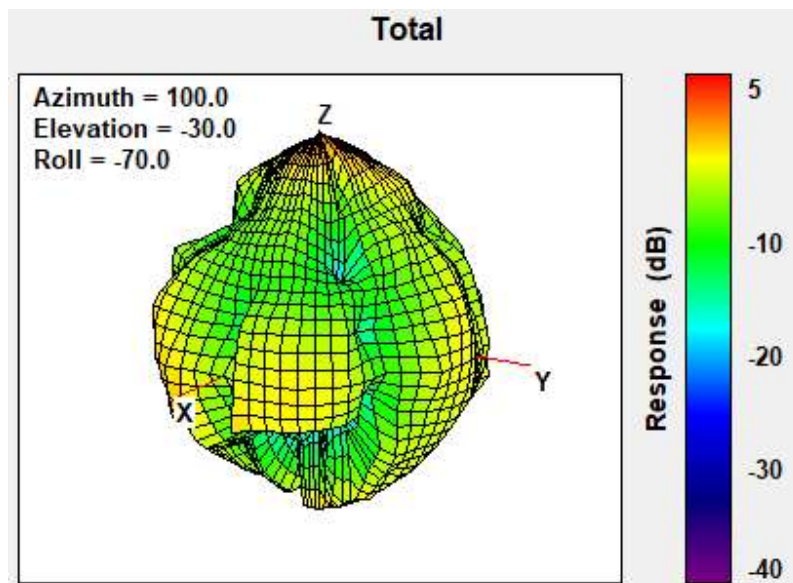 Total
Azimuth = 100.0
Elevation = -30.0
Roll = -70.0
Z
X
Y
5
-10
-20
-30
-40
Response (dB)